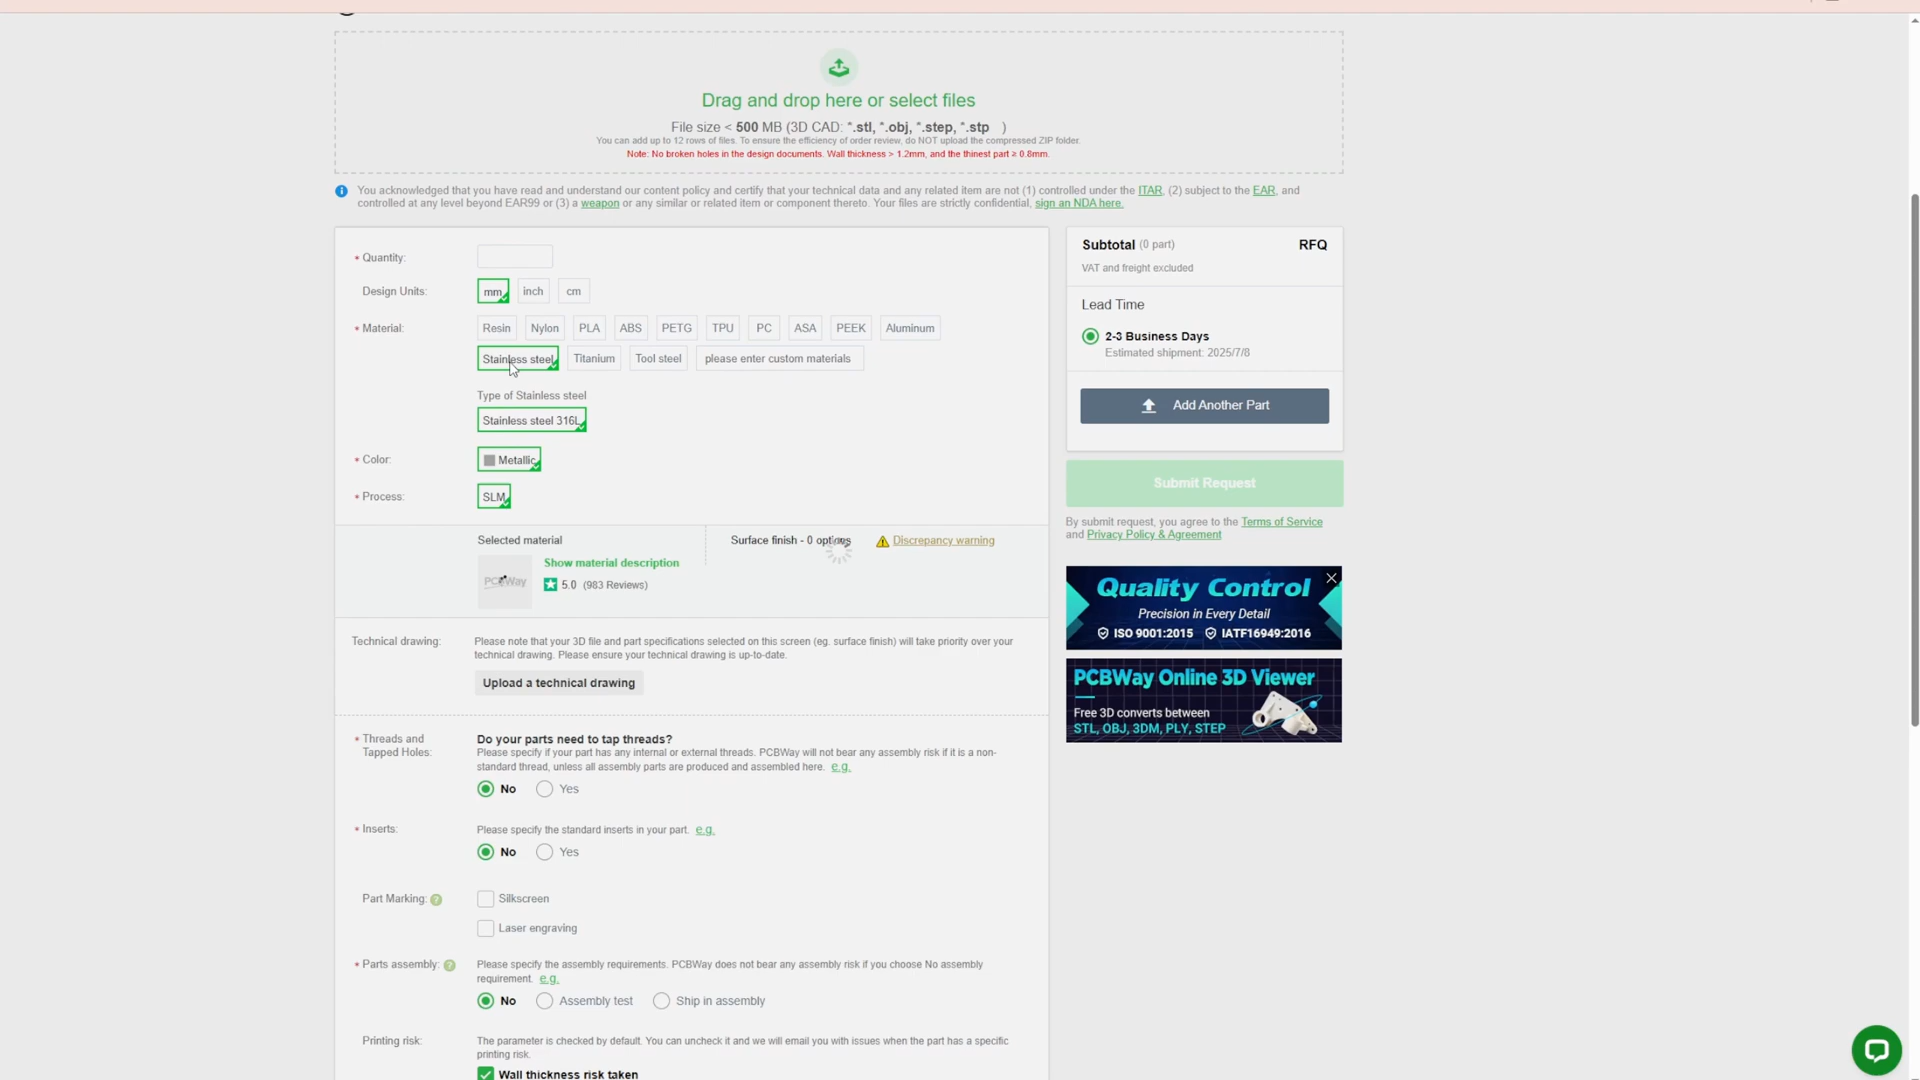 Drag and drop here or select files
File size < 500 MB (3D CAD: *.stl, *.obj, *.step, *.stp )
You can add up to 12 rows of files. To ensure the efficiency of order review, do NOT upload the compressed ZIP folder.
Note: No broken holes in the design documents. Wall thickness > 1.2mm, and the thinest part ≥ 0.8mm.
You acknowledged that you have read and understand our content policy and certify that your technical data and any related item are not (1) controlled under the ITAR, (2) subject to the EAR, and
controlled at any level beyond EAR99 or (3) a weapon or any similar or related item or component thereto. Your files are strictly confidential, sign an NDA here.
* Quantity:
Design Units: mm inch cm
* Material: Resin Nylon PLA ABS PETG TPU PC ASA PEEK Aluminum
Stainless steel Titanium Tool steel please enter custom materials
Type of Stainless steel
Stainless steel 316L
* Color: Metallic
* Process: SLM
Selected material
Show material description
PCBWay
5.0 (983 Reviews)
Surface finish - 0 options Discrepancy warning
Technical drawing: Please note that your 3D file and part specifications selected on this screen (eg. surface finish) will take priority over your
technical drawing. Please ensure your technical drawing is up-to-date.
Upload a technical drawing
* Threads and
Tapped Holes:
Do your parts need to tap threads?
Please specify if your part has any internal or external threads. PCBWay will not bear any assembly risk if it is a non-
standard thread, unless all assembly parts are produced and assembled here. e.g.
No Yes
* Inserts: Please specify the standard inserts in your part. e.g.
No Yes
Part Marking: ? Silkscreen
Laser engraving
* Parts assembly: ? Please specify the assembly requirements. PCBWay does not bear any assembly risk if you choose No assembly
requirement. e.g.
No Assembly test Ship in assembly
Printing risk: The parameter is checked by default. You can uncheck it and we will email you with issues when the part has a specific
printing risk.
Wall thickness risk taken
Subtotal (0 part) RFQ
VAT and freight excluded
Lead Time
2-3 Business Days
Estimated shipment: 2025/7/8
Add Another Part
Submit Request
By submit request, you agree to the Terms of Service
and Privacy Policy & Agreement
Quality Control
Precision in Every Detail
ISO 9001:2015 IATF16949:2016
PCBWay Online 3D Viewer
Free 3D converts between
STL, OBJ, 3DM, PLY, STEP